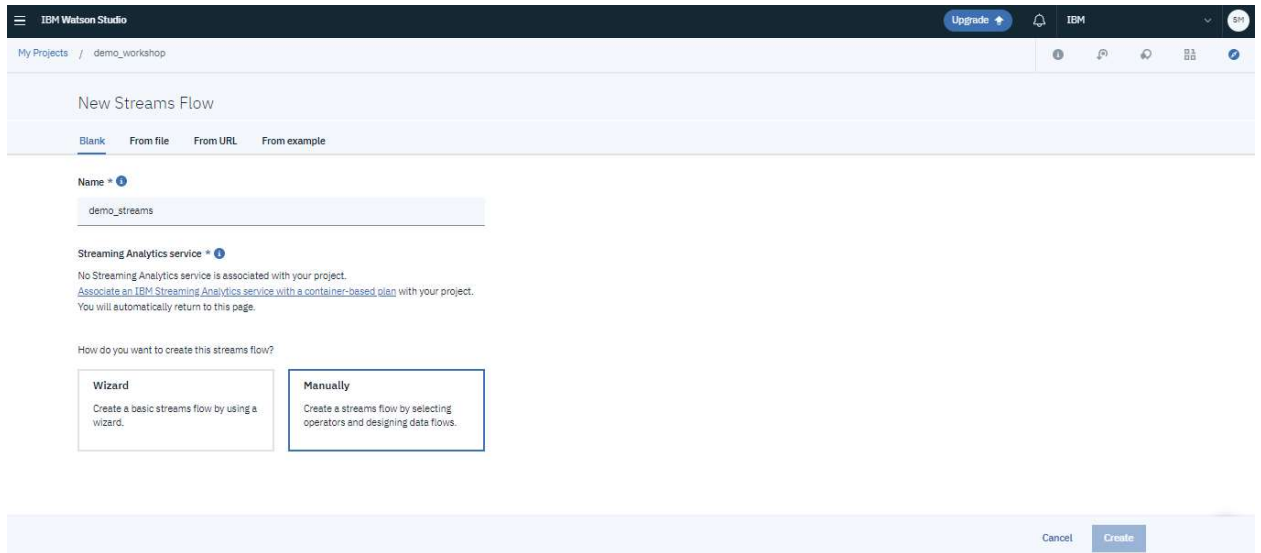 IBM Watson Studio
Upgrade
IBM
SM
My Projects / demo_workshop
New Streams Flow
Blank From file From URL From example
Name *
demo_streams
Streaming Analytics service *
No Streaming Analytics service is associated with your project.
Associate an IBM Streaming Analytics service with a container-based plan with your project.
You will automatically return to this page.
How do you want to create this streams flow?
Wizard
Create a basic streams flow by using a
wizard.
Manually
Create a streams flow by selecting
operators and designing data flows.
Cancel Create